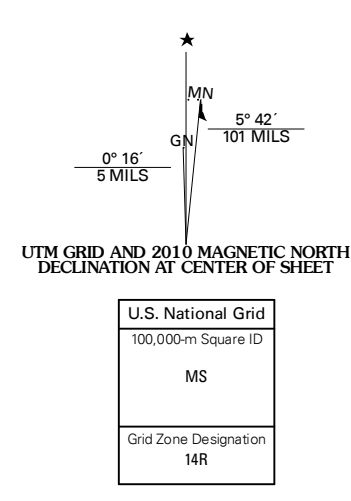 MN
5° 42´
101 MILS
GN
0° 16´
5 MILS
UTM GRID AND 2010 MAGNETIC NORTH
DECLINATION AT CENTER OF SHEET
U.S. National Grid
100,000-m Square ID
MS
Grid Zone Designation
14R